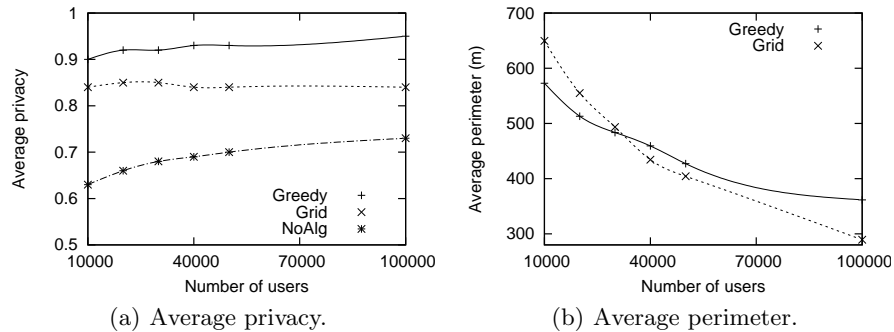 1
0.9
0.8
0.7
0.6
0.5
Average privacy
Greedy
Grid
NoAlg
10000 40000 70000 100000
Number of users
(a) Average privacy.
700
600
500
400
300
Average perimeter (m)
Greedy
Grid
10000 40000 70000 100000
Number of users
(b) Average perimeter.